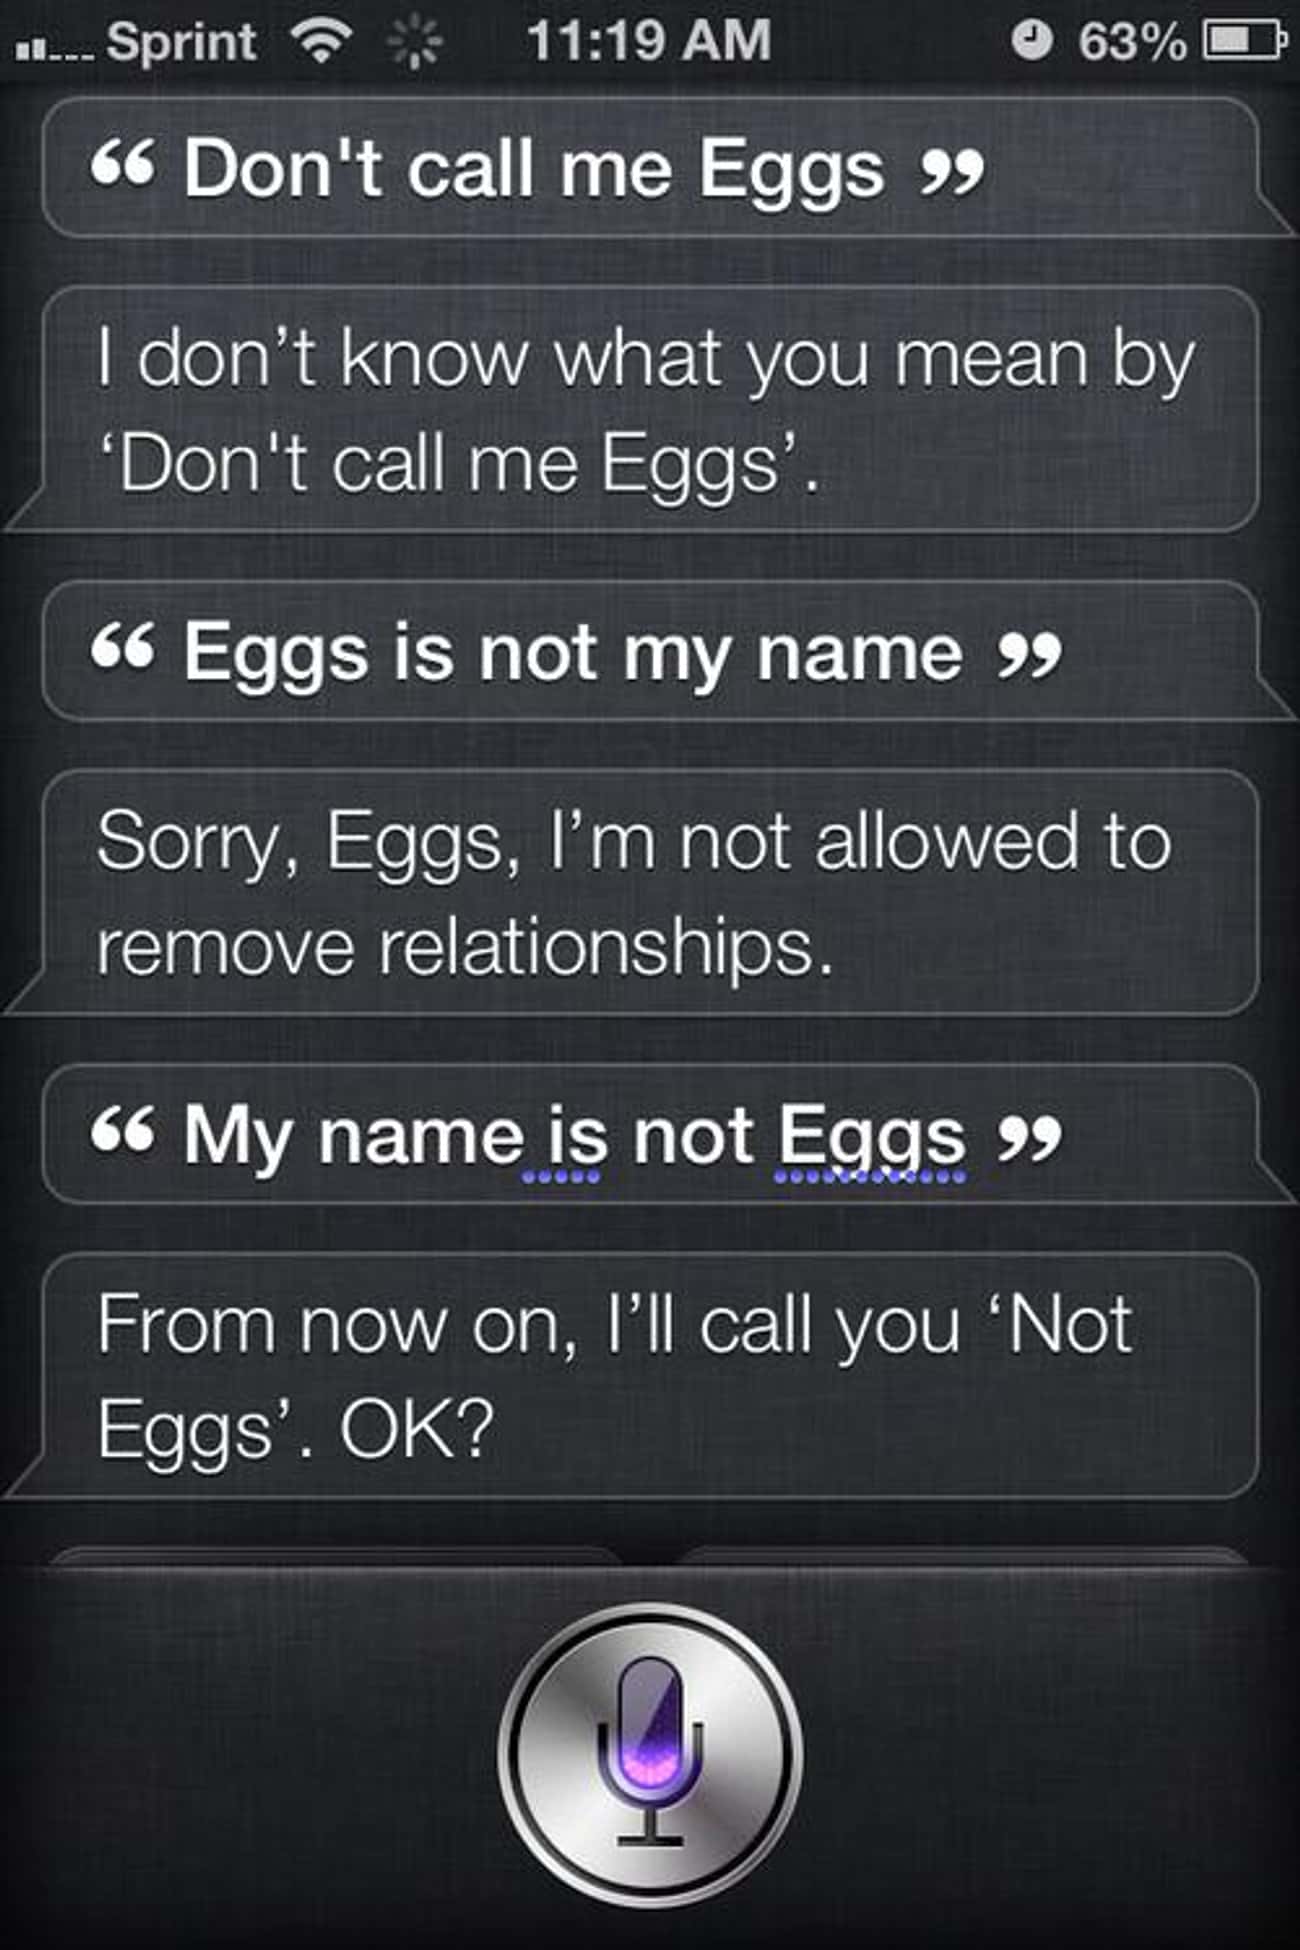 Sprint 11:19 AM 63%
“ Don't call me Eggs ”
I don’t know what you mean by
‘Don't call me Eggs’.
“ Eggs is not my name ”
Sorry, Eggs, I’m not allowed to
remove relationships.
“ My name is not Eggs ”
From now on, I’ll call you ‘Not
Eggs’. OK?